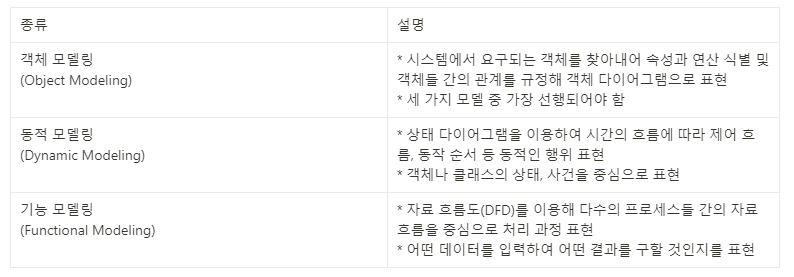 종류
설명
객체 모델링
(Object Modeling)
* 시스템에서 요구되는 객체를 찾아내어 속성과 연산 식별 및
객체들 간의 관계를 규정해 객체 다이어그램으로 표현
* 세 가지 모델 중 가장 선행되어야 함
동적 모델링
(Dynamic Modeling)
* 상태 다이어그램을 이용하여 시간의 흐름에 따라 제어 흐
름, 동작 순서 등 동적인 행위 표현
* 객체나 클래스의 상태, 사건을 중심으로 표현
기능 모델링
(Functional Modeling)
* 자료 흐름도(DFD)를 이용해 다수의 프로세스들 간의 자료
흐름을 중심으로 처리 과정 표현
* 어떤 데이터를 입력하여 어떤 결과를 구할 것인지를 표현